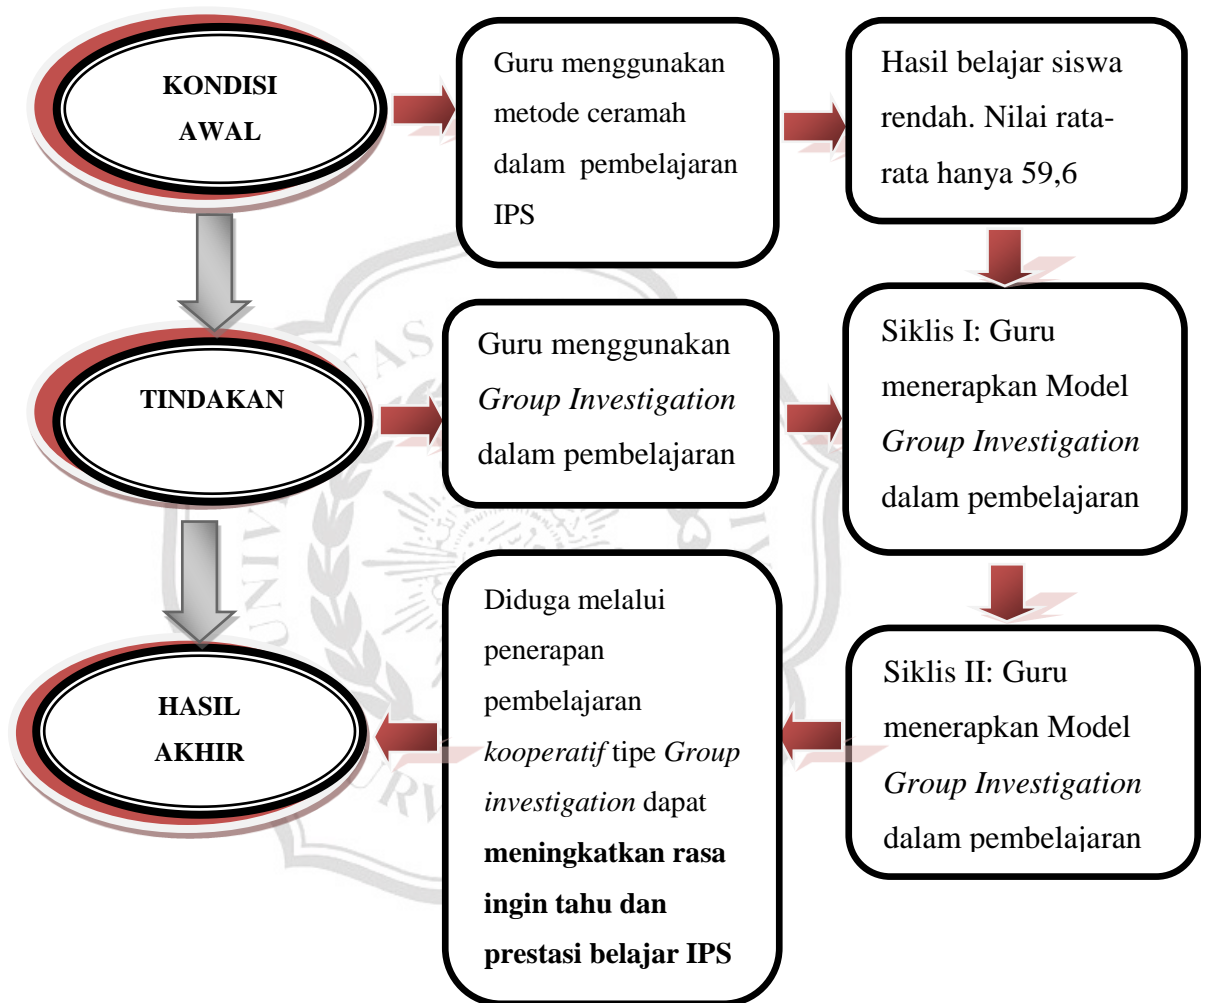 KONDISI
AWAL
Guru menggunakan
metode ceramah
dalam pembelajaran
IPS
Hasil belajar siswa
rendah. Nilai rata-
rata hanya 59,6
TINDAKAN
Guru menggunakan
Group Investigation
dalam pembelajaran
Siklis I: Guru
menerapkan Model
Group Investigation
dalam pembelajaran
HASIL
AKHIR
Diduga melalui
penerapan
pembelajaran
kooperatif tipe Group
investigation dapat
meningkatkan rasa
ingin tahu dan
prestasi belajar IPS
Siklis II: Guru
menerapkan Model
Group Investigation
dalam pembelajaran